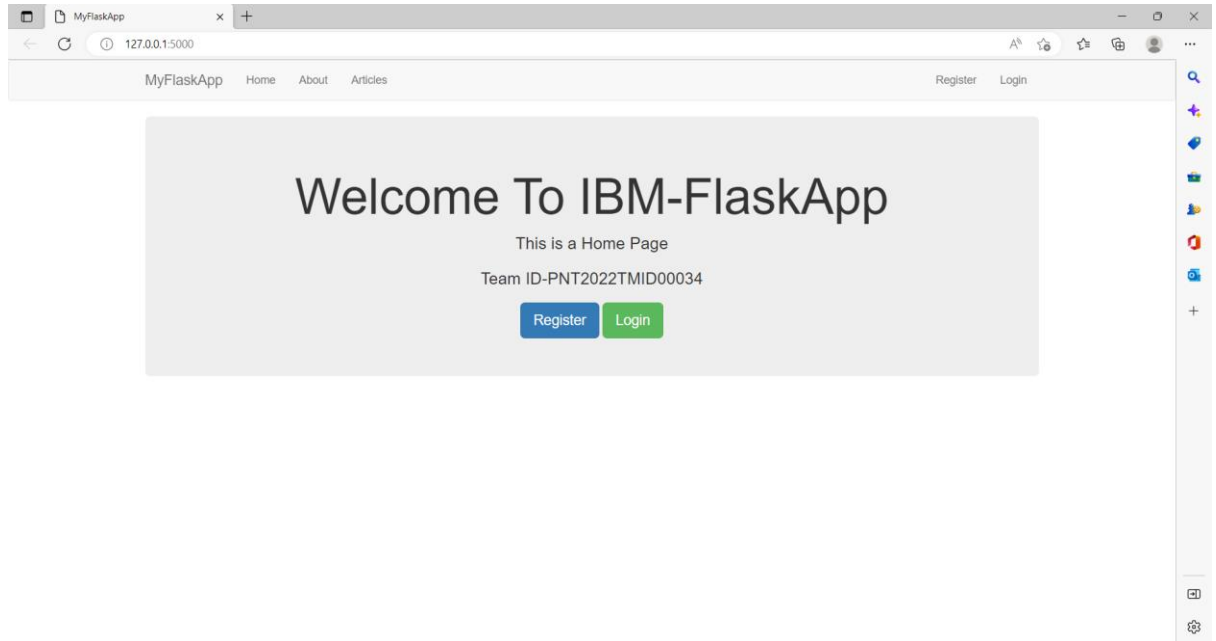 MyFlaskApp
127.0.0.1:5000
MyFlaskApp Home About Articles Register Login
Welcome To IBM-FlaskApp
This is a Home Page
Team ID-PNT2022TMID00034
Register Login